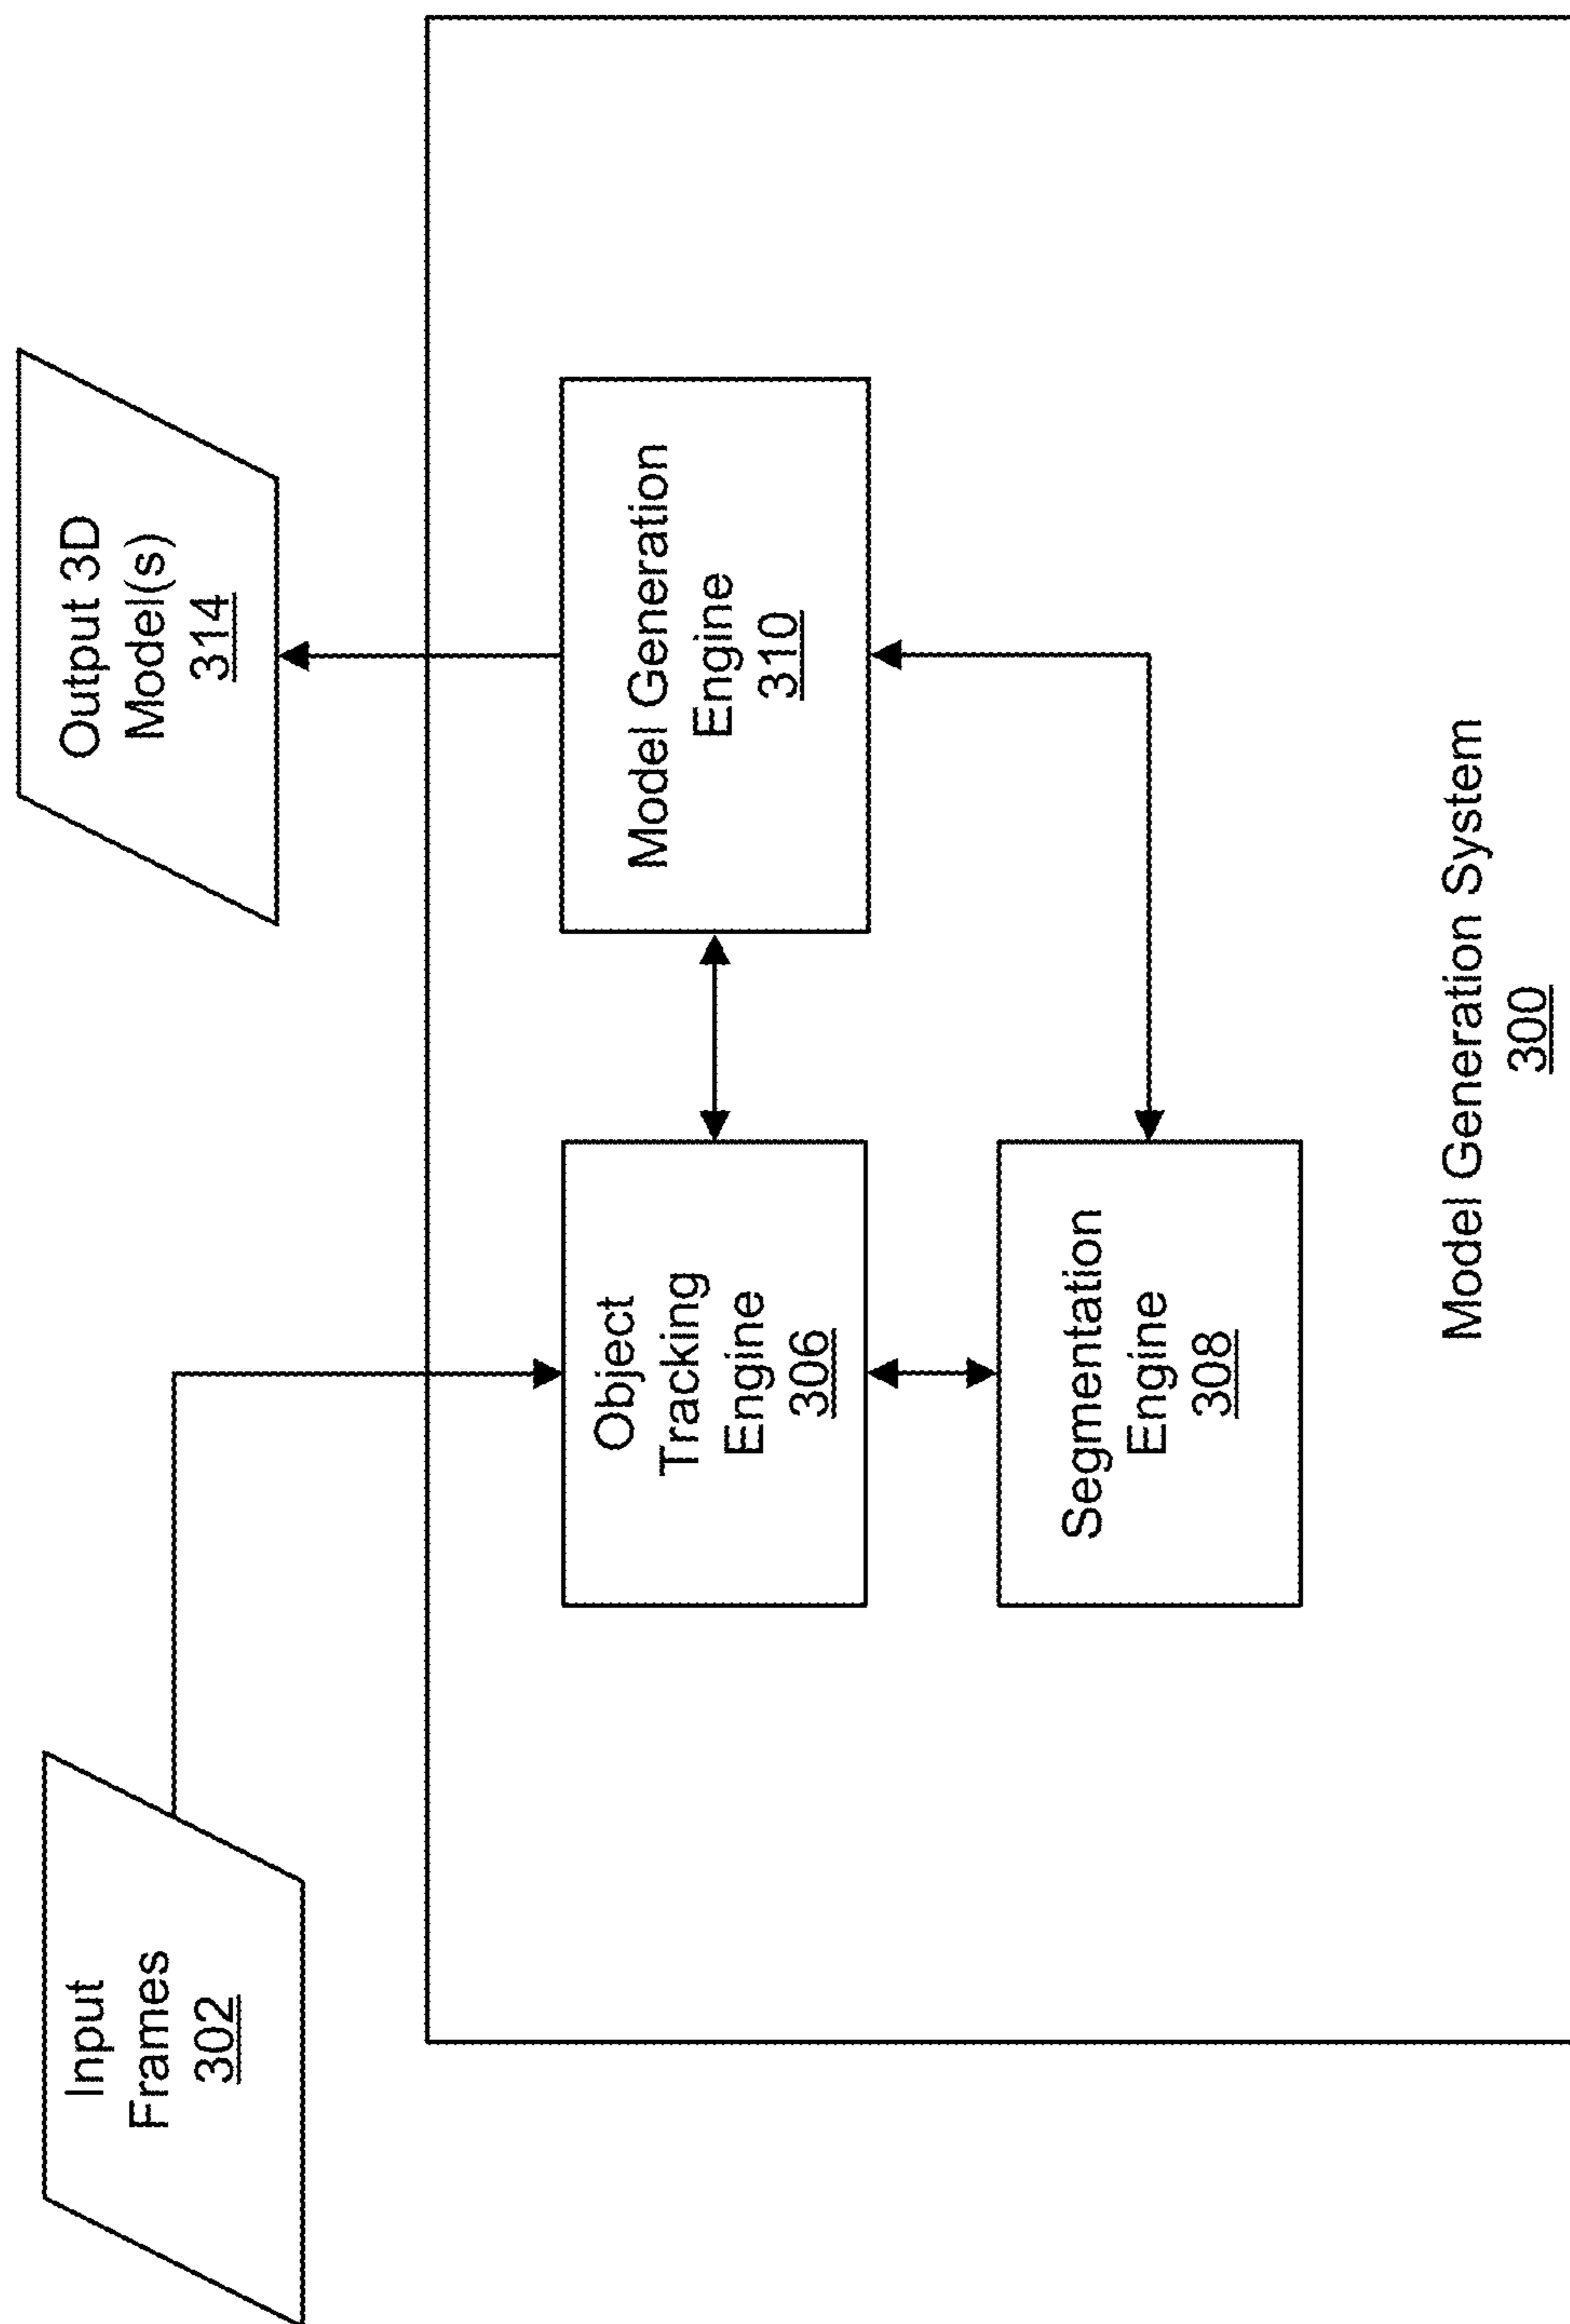 Input
Frames
302
Output 3D
Model(s)
314
Object
Tracking
Engine
306
Model Generation
Engine
310
Segmentation
Engine
308
Model Generation System
300